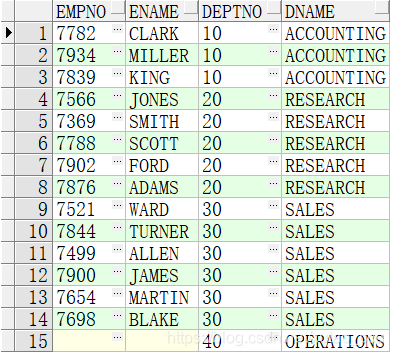 EMPNO ENAME DEPTNO DNAME
1 7782 CLARK 10 ACCOUNTING
2 7934 MILLER 10 ACCOUNTING
3 7839 KING 10 ACCOUNTING
4 7566 JONES 20 RESEARCH
5 7369 SMITH 20 RESEARCH
6 7788 SCOTT 20 RESEARCH
7 7902 FORD 20 RESEARCH
8 7876 ADAMS 20 RESEARCH
9 7521 WARD 30 SALES
10 7844 TURNER 30 SALES
11 7499 ALLEN 30 SALES
12 7900 JAMES 30 SALES
13 7654 MARTIN 30 SALES
14 7698 BLAKE 30 SALES
15 40 OPERATIONS